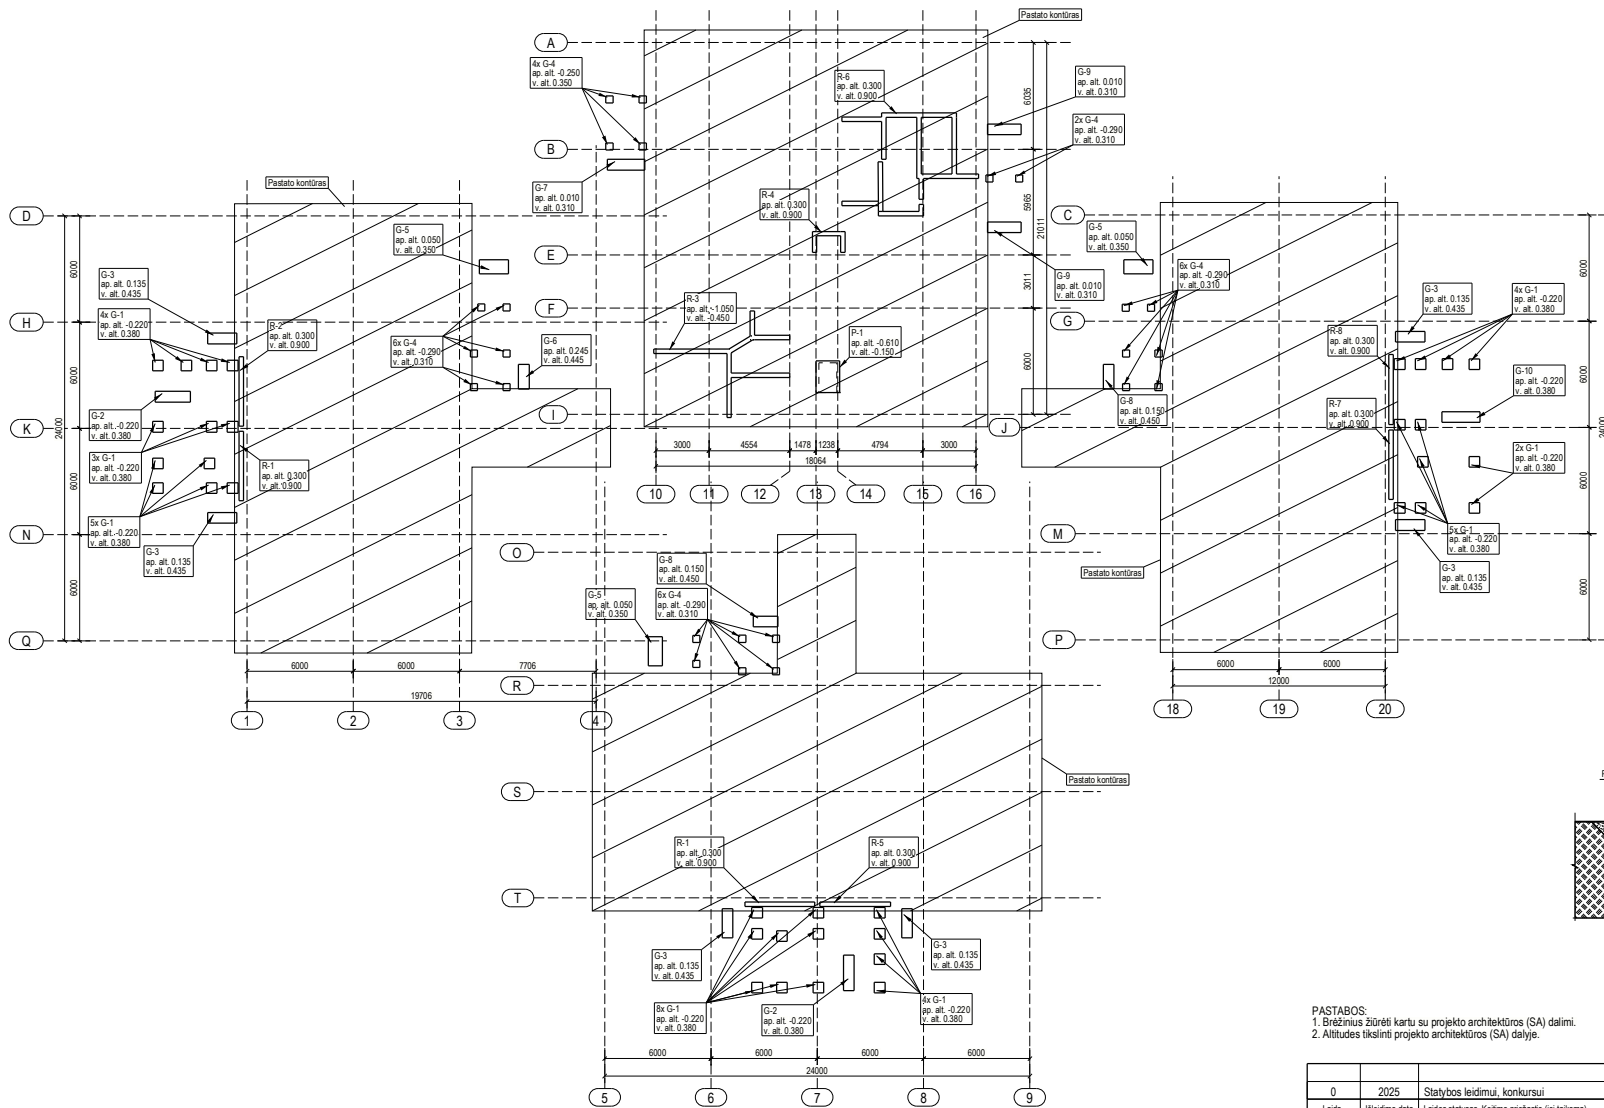 Pastato kontūras
A
4x G-4
ap. alt. -0.250
v. alt. 0.350
R-6
ap. alt. 0.300
v. alt. 0.900
G-9
ap. alt. 0.010
v. alt. 0.310
6035
2x G-4
ap. alt. -0.290
v. alt. 0.310
B
G-7
ap. alt. 0.010
v. alt. 0.310
R-4
ap. alt. 0.300
v. alt. 0.900
5965
21011
E
G-9
ap. alt. 0.010
v. alt. 0.310
3011
R-3
ap. alt. -1.050
v. alt. -0.450
F
P-1
ap. alt. -0.610
v. alt. -0.150
6000
I
3000
4554
1478
1238
4794
3000
18064
10
11
12
13
14
15
16
Pastato kontūras
D
G-5
ap. alt. 0.050
v. alt. 0.350
6000
G-3
ap. alt. 0.135
v. alt. 0.435
H
4x G-1
ap. alt. -0.220
v. alt. 0.380
R-2
ap. alt. 0.300
v. alt. 0.900
6x G-4
ap. alt. -0.290
v. alt. 0.310
G-6
ap. alt. 0.245
v. alt. 0.445
6000
G-2
ap. alt. -0.220
v. alt. 0.380
K
24000
3x G-1
ap. alt. -0.220
v. alt. 0.380
R-1
ap. alt. 0.300
v. alt. 0.900
6000
5x G-1
ap. alt. -0.220
v. alt. 0.380
N
G-3
ap. alt. 0.135
v. alt. 0.435
6000
Q
6000
6000
7706
19706
1
2
3
4
C
G-5
ap. alt. 0.050
v. alt. 0.350
6x G-4
ap. alt. -0.290
v. alt. 0.310
6000
G-3
ap. alt. 0.135
v. alt. 0.435
4x G-1
ap. alt. -0.220
v. alt. 0.380
G
R-8
ap. alt. 0.300
v. alt. 0.900
G-10
ap. alt. -0.220
v. alt. 0.380
6000
G-8
ap. alt. 0.150
v. alt. 0.450
R-7
ap. alt. 0.300
v. alt. 0.900
J
24000
2x G-1
ap. alt. -0.220
v. alt. 0.380
6000
5x G-1
ap. alt. -0.220
v. alt. 0.380
M
G-3
ap. alt. 0.135
v. alt. 0.435
Pastato kontūras
6000
P
6000
6000
12000
18
19
20
O
G-8
ap. alt. 0.150
v. alt. 0.450
G-5
ap. alt. 0.050
v. alt. 0.350
6x G-4
ap. alt. -0.290
v. alt. 0.310
R
Pastato kontūras
S
R-1
ap. alt. 0.300
v. alt. 0.900
R-5
ap. alt. 0.300
v. alt. 0.900
T
G-3
ap. alt. 0.135
v. alt. 0.435
G-3
ap. alt. 0.135
v. alt. 0.435
8x G-1
ap. alt. -0.220
v. alt. 0.380
G-2
ap. alt. -0.220
v. alt. 0.380
4x G-1
ap. alt. -0.220
v. alt. 0.380
6000
6000
6000
6000
24000
5
6
7
8
9
PASTABOS:
1. Brėžinius žiūrėti kartu su projekto architektūros (SA) dalimi.
2. Altitudes tikslinti projekto architektūros (SA) dalyje.
0 2025 Statybos leidimui, konkursui